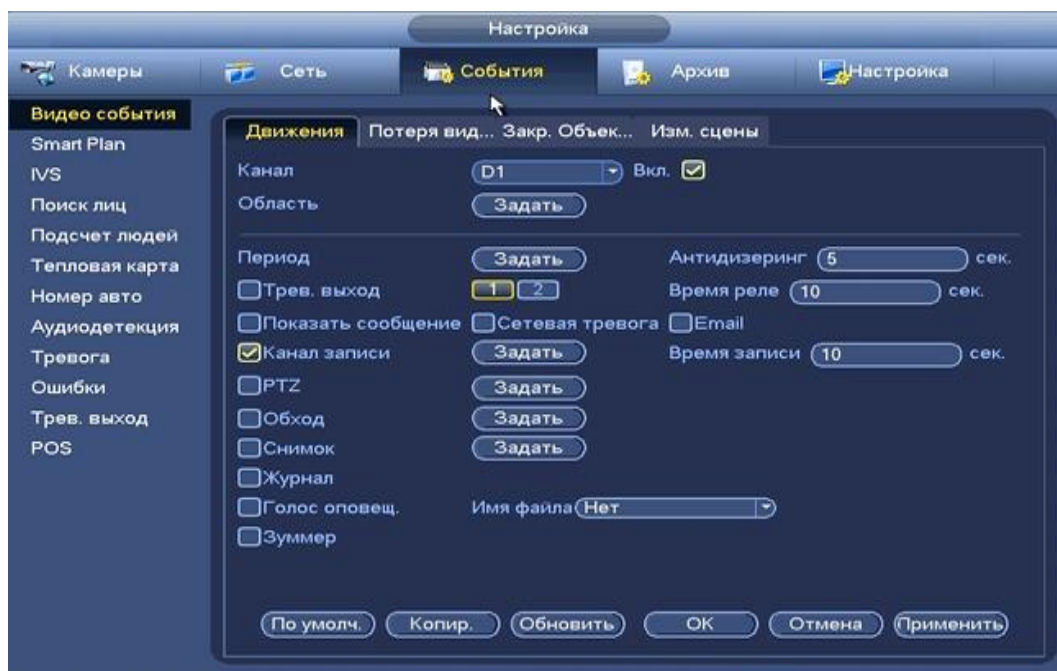 Настройка
Камеры Сеть События Архив Настройка
Видео события
Smart Plan
IVS
Поиск лиц
Подсчет людей
Тепловая карта
Номер авто
Аудиодетекция
Тревога
Ошибки
Трев. выход
POS
Движения Потеря вид... Закр. Объек... Изм. сцены
Канал D1 Вкл.
Область Задать
Период Задать Антидизеринг 5 сек.
Трев. выход 1 2 Время реле 10 сек.
Показать сообщение Сетевая тревога Email
Канал записи Задать Время записи 10 сек.
PTZ Задать
Обход Задать
Снимок Задать
Журнал
Голос оповещ. Имя файла Нет
Зуммер
По умолч. Копир. Обновить OK Отмена Применить